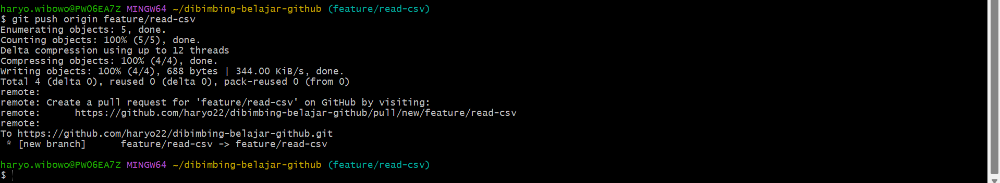 haryo.wibowo@PW06EA7Z MINGW64 ~/dibimbing-belajar-github (feature/read-csv)
$ git push origin feature/read-csv
Enumerating objects: 5, done.
Counting objects: 100% (5/5), done.
Delta compression using up to 12 threads
Compressing objects: 100% (4/4), done.
Writing objects: 100% (4/4), 688 bytes | 344.00 KiB/s, done.
Total 4 (delta 0), reused 0 (delta 0), pack-reused 0 (from 0)
remote:
remote: Create a pull request for 'feature/read-csv' on GitHub by visiting:
remote:      https://github.com/haryo22/dibimbing-belajar-github/pull/new/feature/read-csv
remote:
To https://github.com/haryo22/dibimbing-belajar-github.git
 * [new branch]      feature/read-csv -> feature/read-csv
haryo.wibowo@PW06EA7Z MINGW64 ~/dibimbing-belajar-github (feature/read-csv)
$